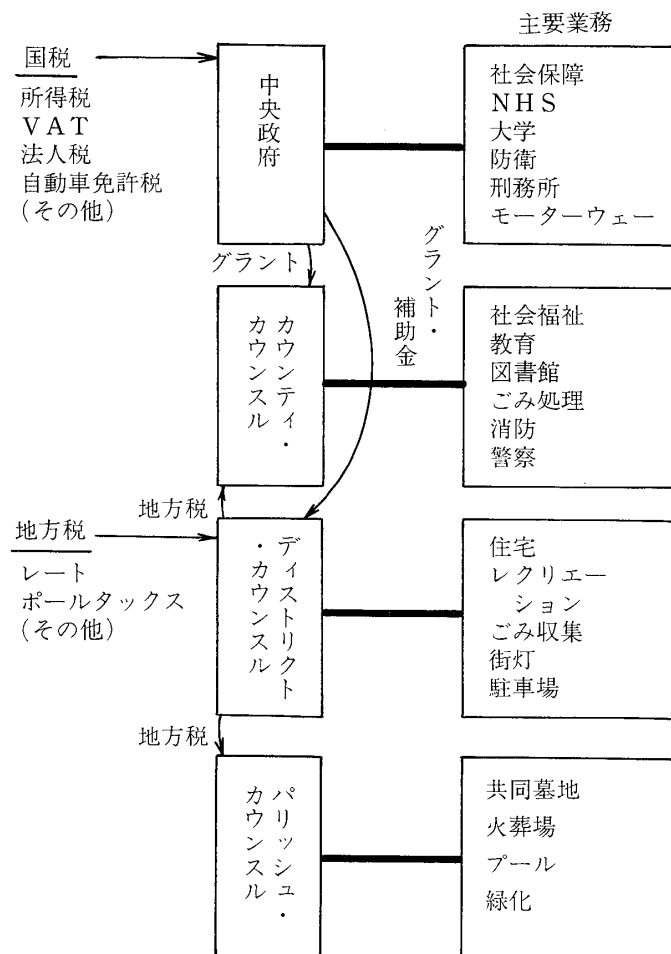 主要業務
国税
所得税
VAT
法人税
自動車免許税
(その他)
中央政府
社会保障
NHS
大学
防衛
刑務所
モーターウェー
グラント
グラント・
補助金
カウンティ・
カウンスル
社会福祉
教育
図書館
ごみ処理
消防
警察
地方税
地方税
レート
ポールタックス
(その他)
ディストリクト
・カウンスル
住宅
レクリエー
ション
ごみ収集
街灯
駐車場
地方税
パリッシュ・
カウンスル
共同墓地
火葬場
プール
緑化